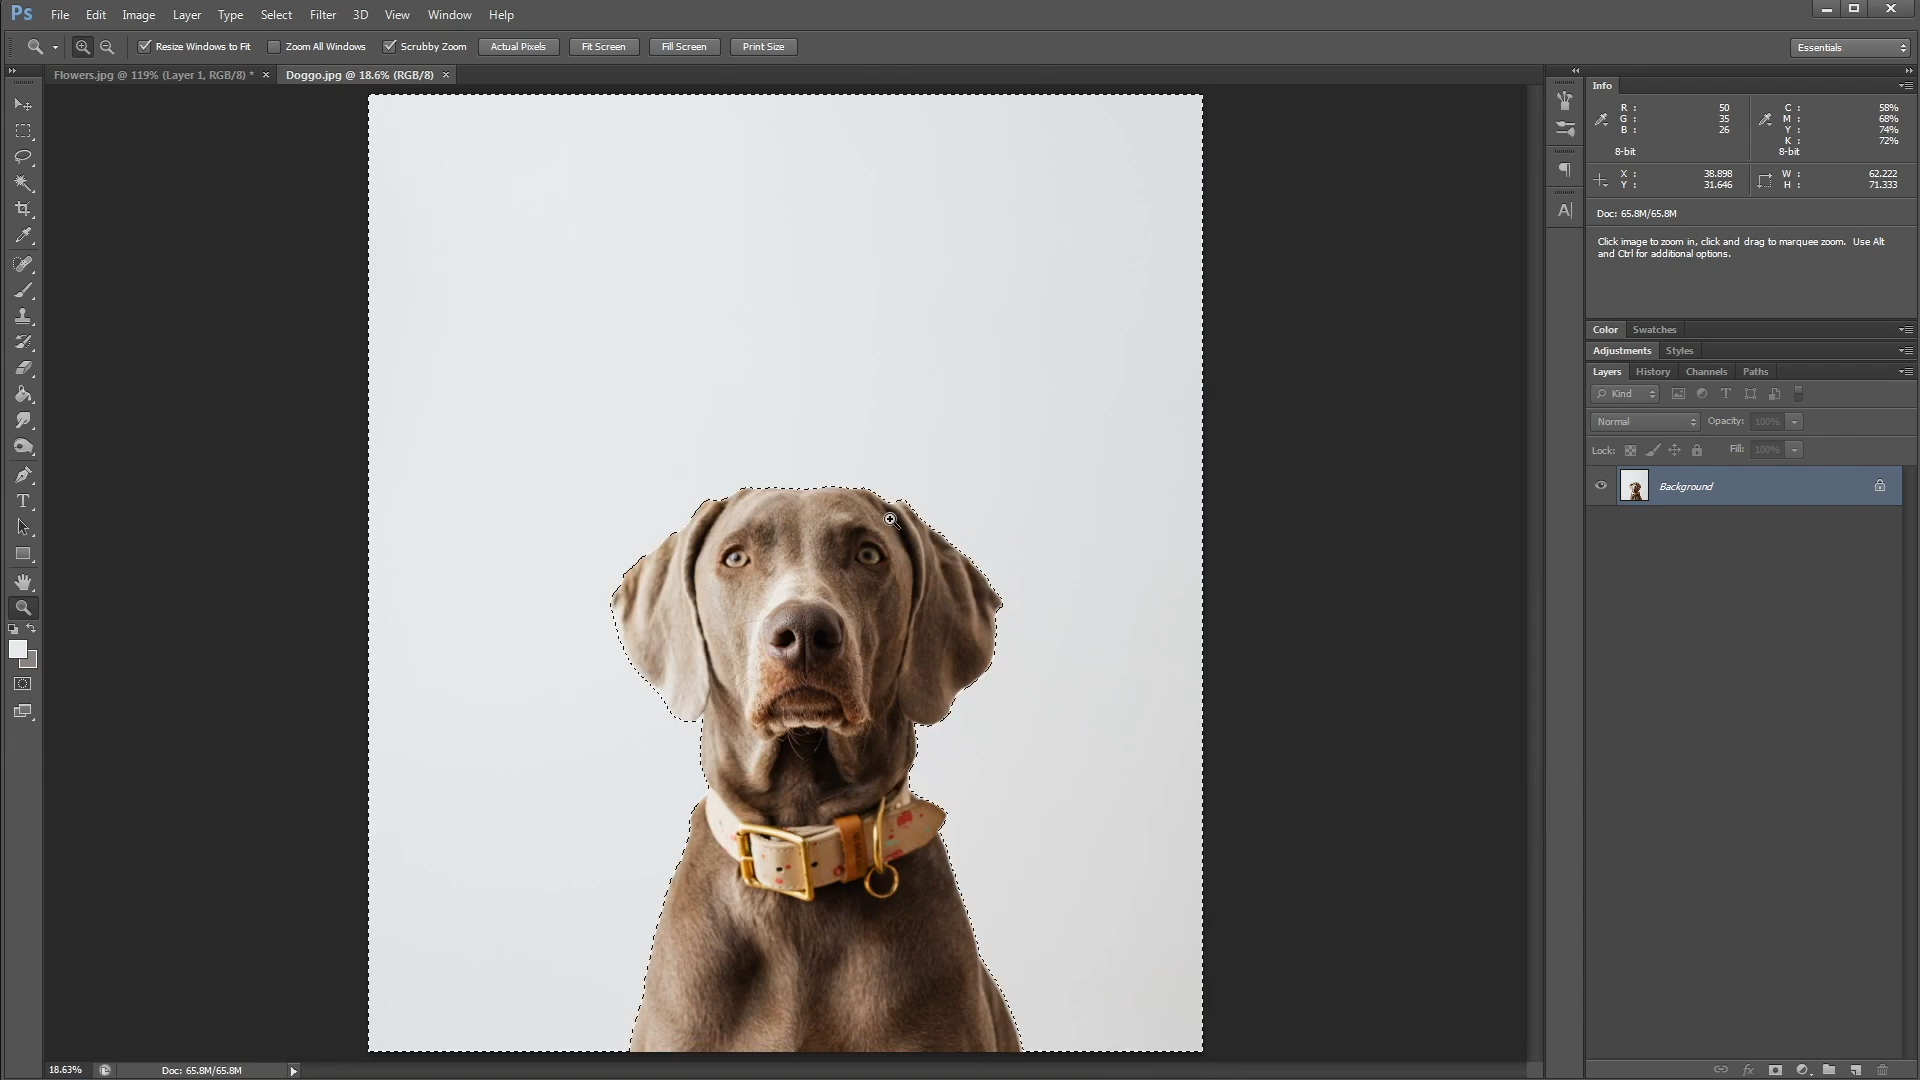 Ps File Edit Image Layer Type Select Filter 3D View Window Help
Resize Windows to Fit Zoom All Windows Scrubby Zoom Actual Pixels Fit Screen Fill Screen Print Size Essentials
Flowers.jpg @ 119% (Layer 1, RGB/8) * × Doggo.jpg @ 18.6% (RGB/8) ×
Info
R : 50 C : 58%
G : 35 M : 68%
B : 26 Y : 74%
K : 72%
8-bit 8-bit
X : 38.898 W : 62.222
Y : 31.646 H : 71.333
Doc: 65.8M/65.8M
Click image to zoom in, click and drag to marquee zoom. Use Alt
and Ctrl for additional options.
Color Swatches
Adjustments Styles
Layers History Channels Paths
Kind
Normal Opacity: 100%
Lock: Fill: 100%
Background
18.63% Doc: 65.8M/65.8M